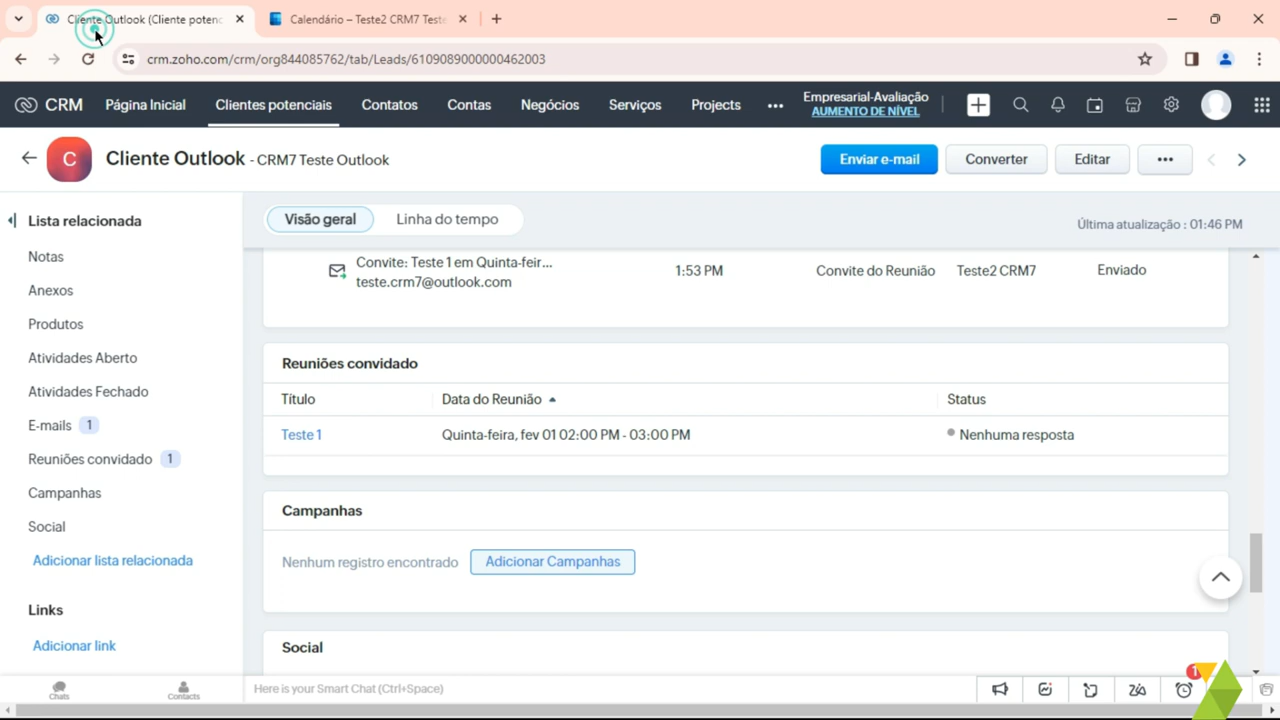 Cliente Outlook (Cliente potenc
Calendário – Teste2 CRM7 Teste
crm.zoho.com/crm/org844085762/tab/Leads/6109089000000462003
CRM
Página Inicial
Clientes potenciais
Contatos
Contas
Negócios
Serviços
Projects
Empresarial-Avaliação
AUMENTO DE NÍVEL
C
Cliente Outlook - CRM7 Teste Outlook
Enviar e-mail
Converter
Editar
Lista relacionada
Notas
Anexos
Produtos
Atividades Aberto
Atividades Fechado
E-mails 1
Reuniões convidado 1
Campanhas
Social
Adicionar lista relacionada
Links
Adicionar link
Visão geral
Linha do tempo
Última atualização : 01:46 PM
Convite: Teste 1 em Quinta-feir...
teste.crm7@outlook.com
1:53 PM
Convite do Reunião
Teste2 CRM7
Enviado
Reuniões convidado
Título
Data do Reunião
Status
Teste 1
Quinta-feira, fev 01 02:00 PM - 03:00 PM
Nenhuma resposta
Campanhas
Nenhum registro encontrado
Adicionar Campanhas
Social
Chats
Contacts
Here is your Smart Chat (Ctrl+Space)
1